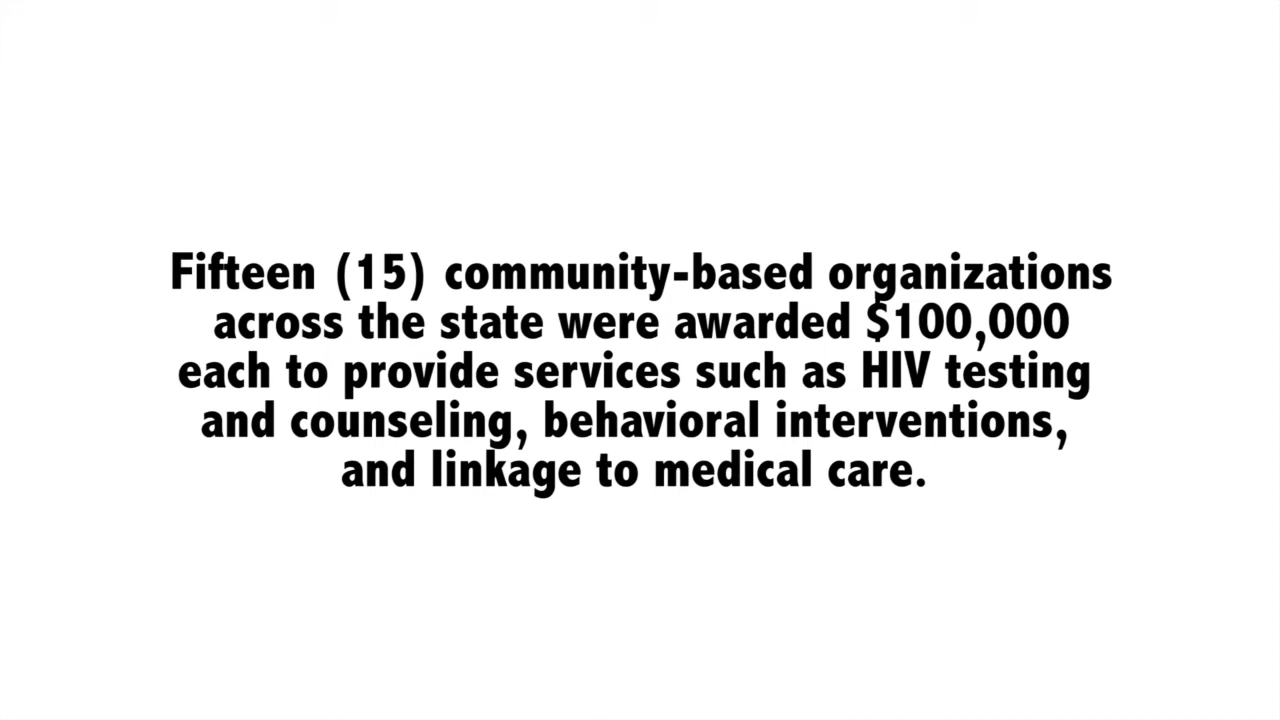 Fifteen (15) community-based organizations
across the state were awarded $100,000
each to provide services such as HIV testing
and counseling, behavioral interventions,
and linkage to medical care.